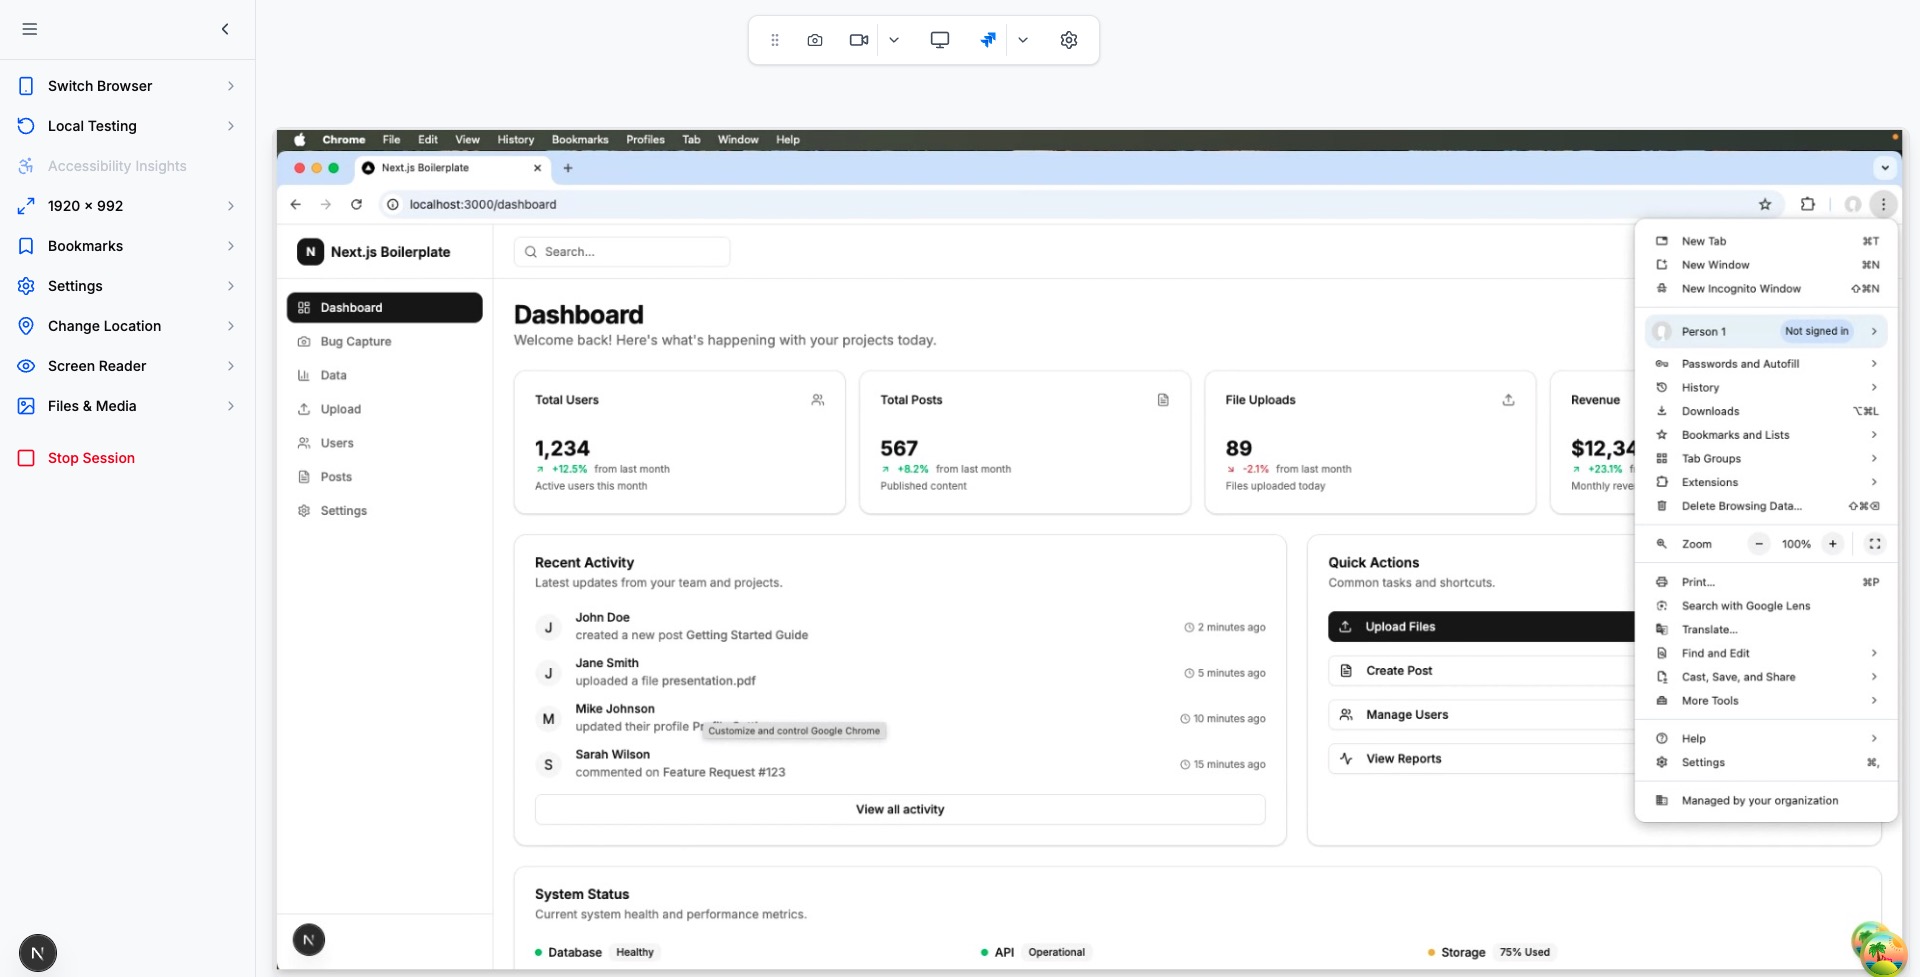 Switch Browser
Local Testing
Accessibility Insights
1920 × 992
Bookmarks
Settings
Change Location
Screen Reader
Files & Media
Stop Session
N
Chrome File Edit View History Bookmarks Profiles Tab Window Help
Next.js Boilerplate
localhost:3000/dashboard
N Next.js Boilerplate
Search...
Dashboard
Bug Capture
Data
Upload
Users
Posts
Settings
N
Dashboard
Welcome back! Here's what's happening with your projects today.
Total Users
1,234
+12.5% from last month
Active users this month
Total Posts
567
+8.2% from last month
Published content
File Uploads
89
-2.1% from last month
Files uploaded today
Revenue
$12,34
+23.1%
Monthly
Recent Activity
Latest updates from your team and projects.
J John Doe
created a new post Getting Started Guide
2 minutes ago
J Jane Smith
uploaded a file presentation.pdf
5 minutes ago
M Mike Johnson
updated their profile
10 minutes ago
Customize and control Google Chrome
S Sarah Wilson
commented on Feature Request #123
15 minutes ago
View all activity
Quick Actions
Common tasks and shortcuts.
Upload Files
Create Post
Manage Users
View Reports
System Status
Current system health and performance metrics.
Database Healthy
API Operational
Storage 75% Used
New Tab ⌘T
New Window ⌘N
New Incognito Window ⇧⌘N
Person 1 Not signed in
Passwords and Autofill
History
Downloads ⌥⌘L
Bookmarks and Lists
Tab Groups
Extensions
Delete Browsing Data... ⇧⌘⌫
Zoom − 100% +
Print... ⌘P
Search with Google Lens
Translate...
Find and Edit
Cast, Save, and Share
More Tools
Help
Settings ⌘,
Managed by your organization